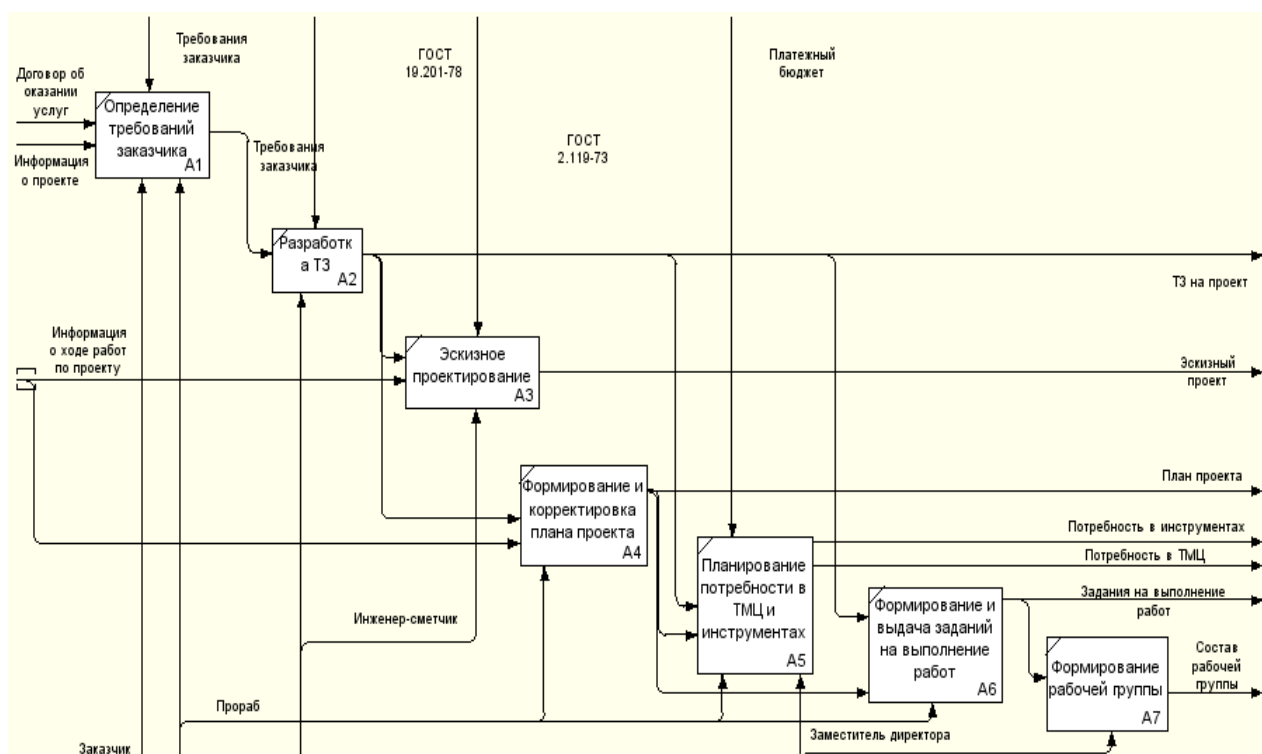 Требования
заказчика
ГОСТ
19.201-78
Платежный
бюджет
Договор об
оказании
услуг
Определение
требований
заказчика
A1
Информация
о проекте
Требования
заказчика
ГОСТ
2.119-73
Разработк
а ТЗ
A2
ТЗ на проект
Информация
о ходе работ
по проекту
Эскизное
проектирование
A3
Эскизный
проект
Формирование и
корректировка
плана проекта
A4
План проекта
Потребность в инструментах
Потребность в ТМЦ
Планирование
потребности в
ТМЦ и
инструментах
A5
Задания на выполнение
работ
Формирование и
выдача заданий
на выполнение
работ
A6
Инженер-сметчик
Формирование
рабочей группы
A7
Состав
рабочей
группы
Прораб
Заместитель директора
Заказчик